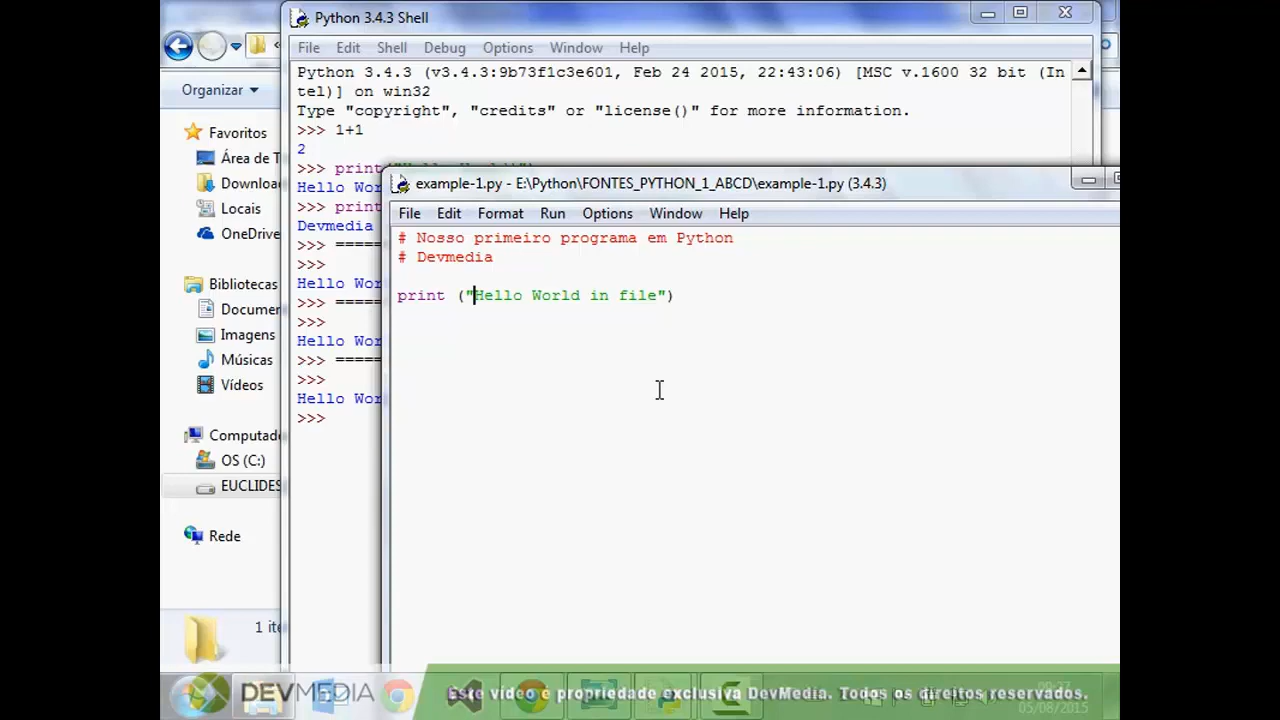 Python 3.4.3 Shell
File Edit Shell Debug Options Window Help
Python 3.4.3 (v3.4.3:9b73f1c3e601, Feb 24 2015, 22:43:06) [MSC v.1600 32 bit (In
tel)] on win32
Type "copyright", "credits" or "license()" for more information.
>>> 1+1
2
>>> print
Hello Wor
>>> print
Devmedia
>>> =====
>>>
Hello Wor
>>> =====
>>>
Hello Wor
>>> =====
>>>
Hello Wor
>>>
example-1.py - E:\Python\FONTES_PYTHON_1_ABCD\example-1.py (3.4.3)
File Edit Format Run Options Window Help
# Nosso primeiro programa em Python
# Devmedia
print ("Hello World in file")
Organizar
Favoritos
Área de T
Downloa
Locais
OneDrive
Bibliotecas
Documen
Imagens
Músicas
Vídeos
Computado
OS (C:)
EUCLIDES
Rede
1 ite
DEVMEDIA
Este vídeo é propriedade exclusiva DevMedia. Todos os direitos reservados.
05/08/2015